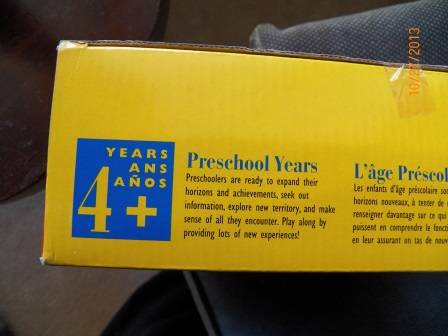 YEARS
ANS
AÑOS
4+
Preschool Years
Preschoolers are ready to expand their
horizons and achievements, seek out
information, explore new territory, and make
sense of all they encounter. Play along by
providing lots of new experiences!
L'âge Préscol
Les enfants d'âge préscolaire son
horizons nouveaux, à tenter de
renseigner davantage sur ce qui
puissent en comprendre le foncti
en leur assurant un tas de nouve
10/27/2013